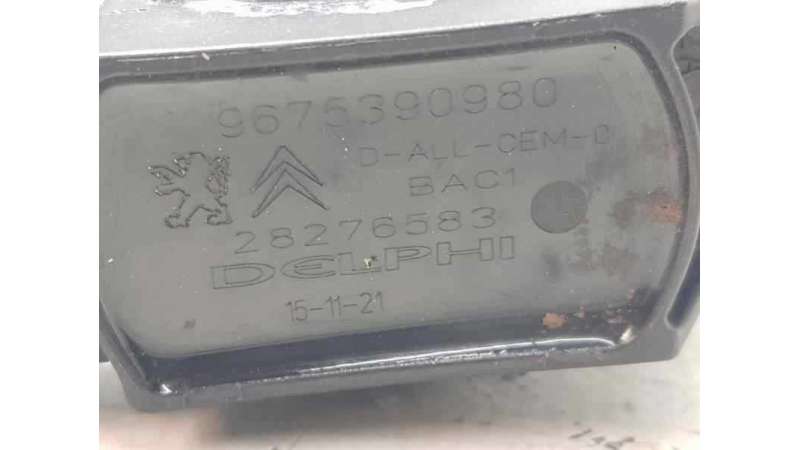 9675390980
D-ALL-CEM-0
BAC1
28276583
DELPHI
15-11-21